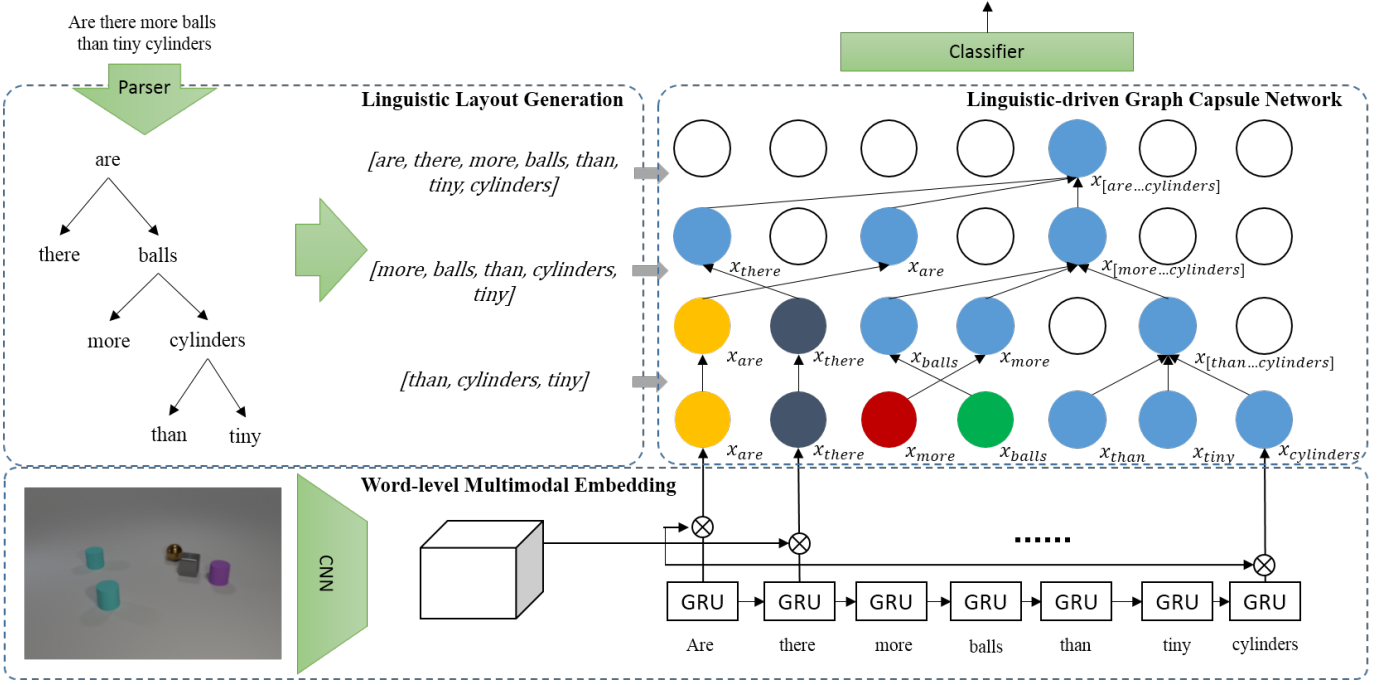 Are there more balls
than tiny cylinders
Parser
Classifier
Linguistic Layout Generation
Linguistic-driven Graph Capsule Network
are
there
balls
more
cylinders
than
tiny
[are, there, more, balls, than,
tiny, cylinders]
[more, balls, than, cylinders,
tiny]
[than, cylinders, tiny]
x[are…cylinders]
xthere
xare
x[more…cylinders]
xare
xthere
xballs
xmore
x[than…cylinders]
xare
xthere
xmore
xballs
xthan
xtiny
xcylinders
Word-level Multimodal Embedding
CNN
......
GRU GRU GRU GRU GRU GRU GRU
Are there more balls than tiny cylinders